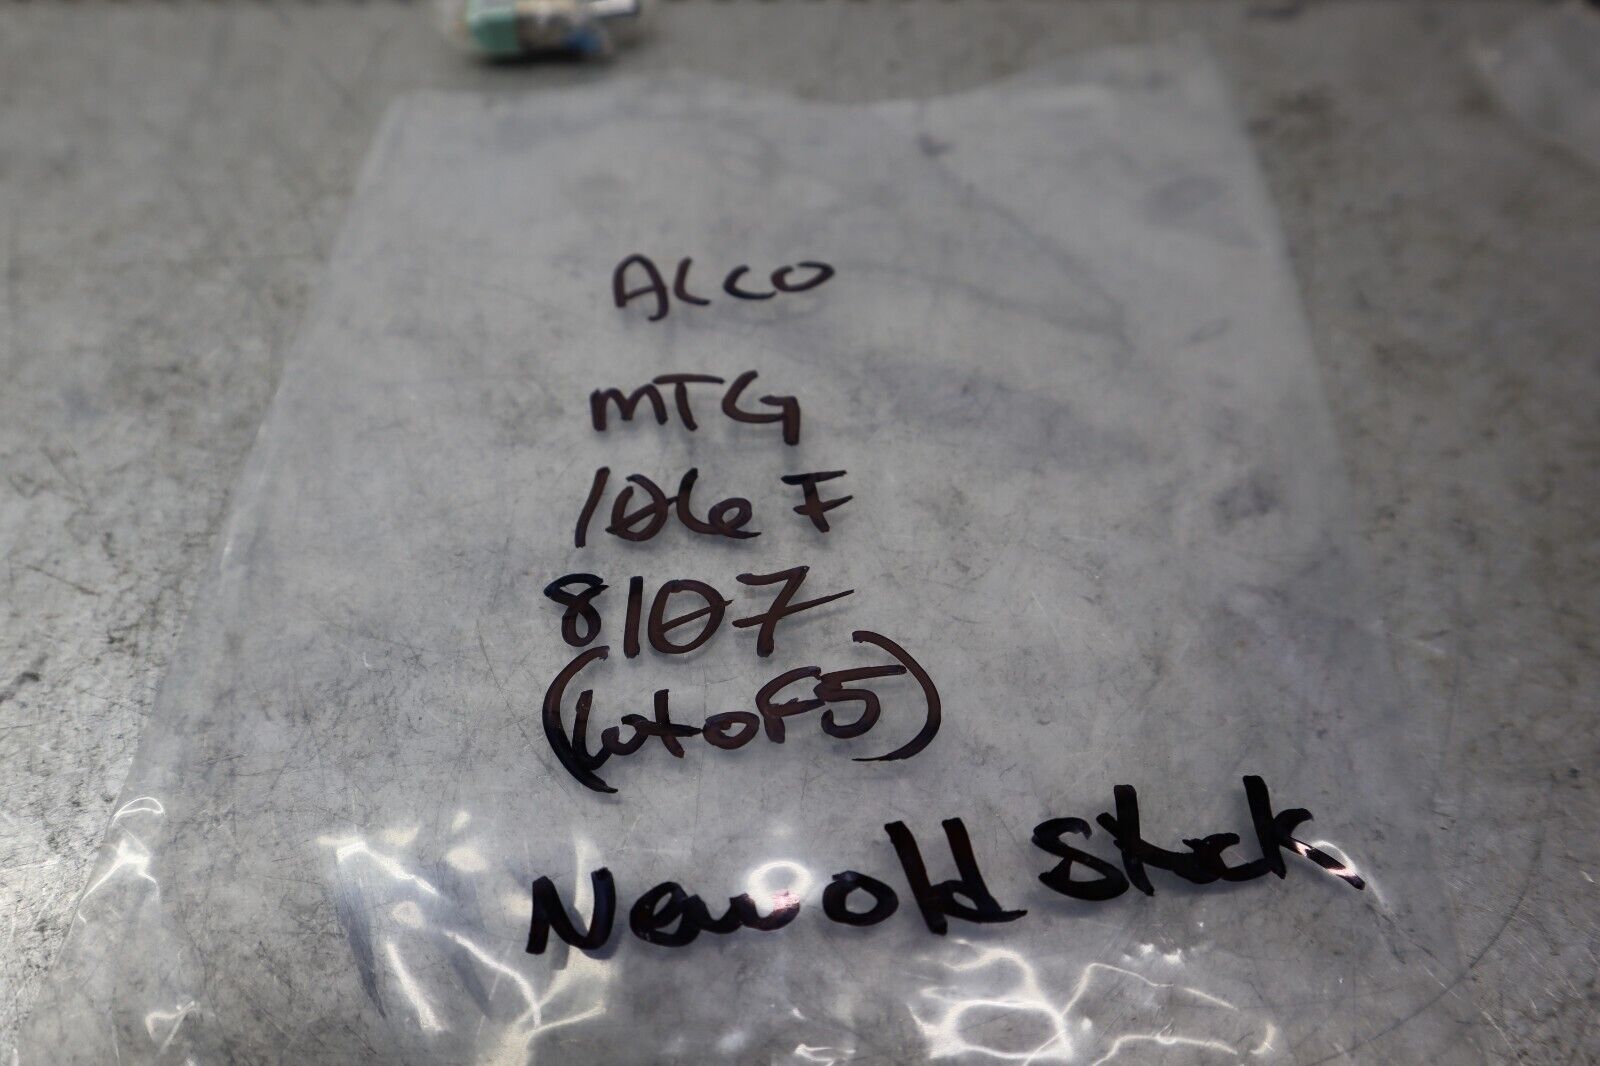 ALCO
MTG
106F
8107
(Lot oF 5)
New old Stock